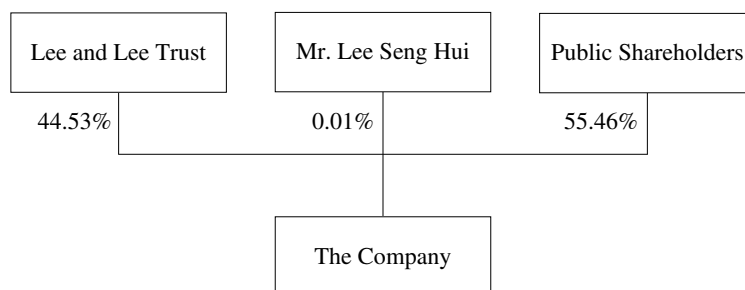 Lee and Lee Trust
Mr. Lee Seng Hui
Public Shareholders
44.53%
0.01%
55.46%
The Company